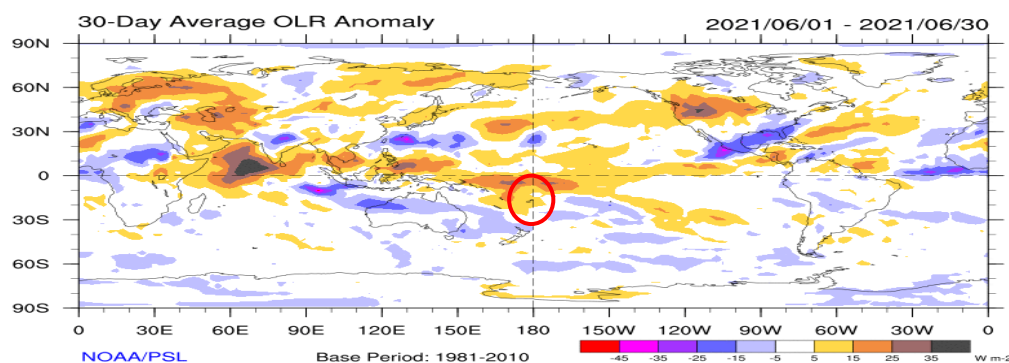 30-Day Average OLR Anomaly 2021/06/01 - 2021/06/30
90N
60N
30N
0
30S
60S
90S
0 30E 60E 90E 120E 150E 180 150W 120W 90W 60W 30W 0
NOAA/PSL Base Period: 1981-2010 -45 -35 -25 -15 -5 5 15 25 35 W m-2